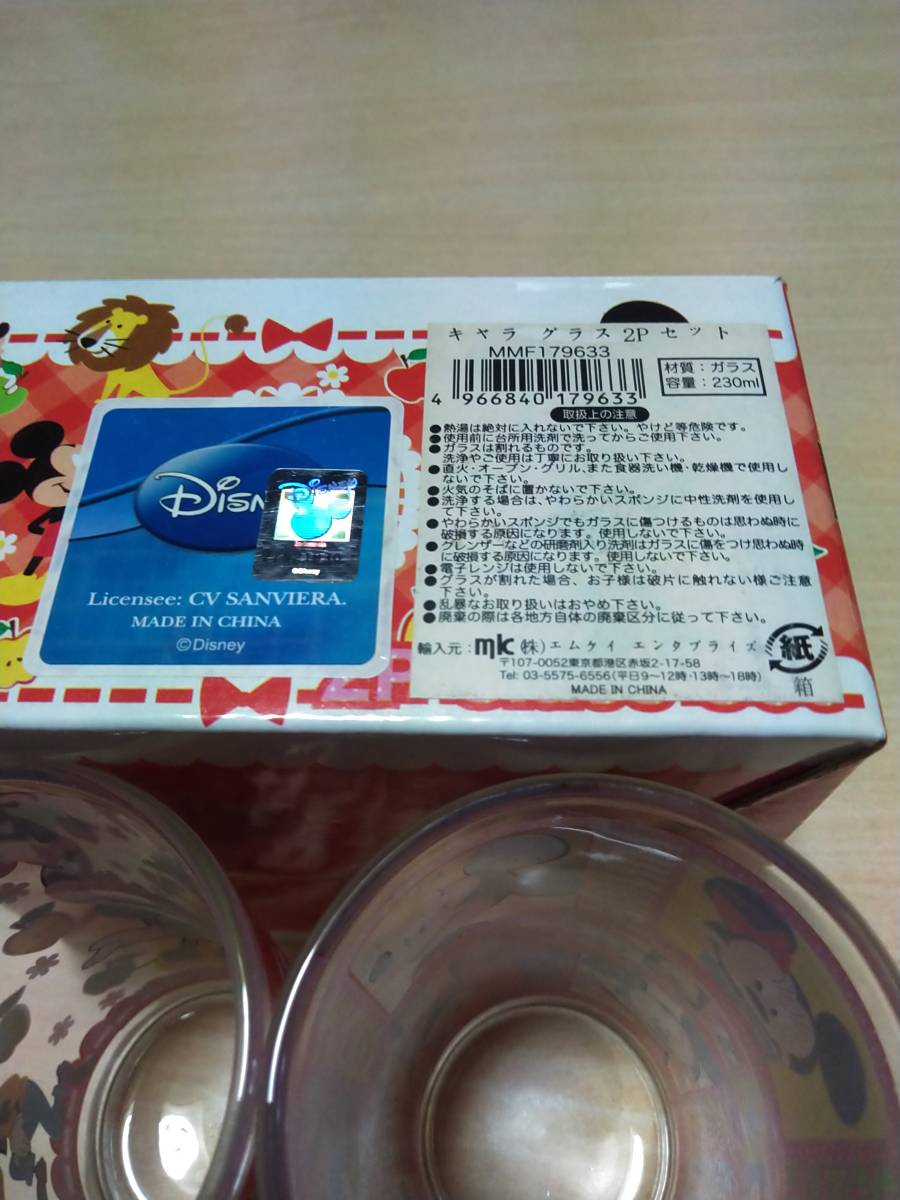 キャラ グラス 2P セット
MMF179633
材質：ガラス
容量：230ml
4 966840 179633
取扱上の注意
●熱湯は絶対に入れないで下さい。やけど等危険です。
●使用前に台所用洗剤で洗ってからご使用下さい。
●ガラスは割れるものです。
洗浄やご使用は丁寧にお取り扱い下さい。
●直火・オーブン・グリル、また食器洗い機・乾燥機で使用し
ないで下さい。
●火気のそばに置かないで下さい。
●洗浄する場合は、やわらかいスポンジに中性洗剤を使用し
て下さい。
●やわらかいスポンジでもガラスに傷つけるものは思わぬ時に
破損する原因になります。使用しないで下さい。
●クレンザーなどの研磨剤入り洗剤はガラスに傷をつけ思わぬ時
に破損する原因になります。使用しないで下さい。
●電子レンジは使用しないで下さい。
●グラスが割れた場合、お子様は破片に触れない様ご注意
下さい。
●乱暴なお取り扱いはおやめ下さい。
●廃棄の際は各地方自体の廃棄区分に従って下さい。
輸入元：mk(株)エムケイ エンタプライズ
〒107-0052東京都港区赤坂2-17-58
Tel: 03-5575-6556(平日9～12時・13時～18時)
MADE IN CHINA
紙
箱
Disn
Disney
©Disney
Licensee: CV SANVIERA.
MADE IN CHINA
©Disney
2P